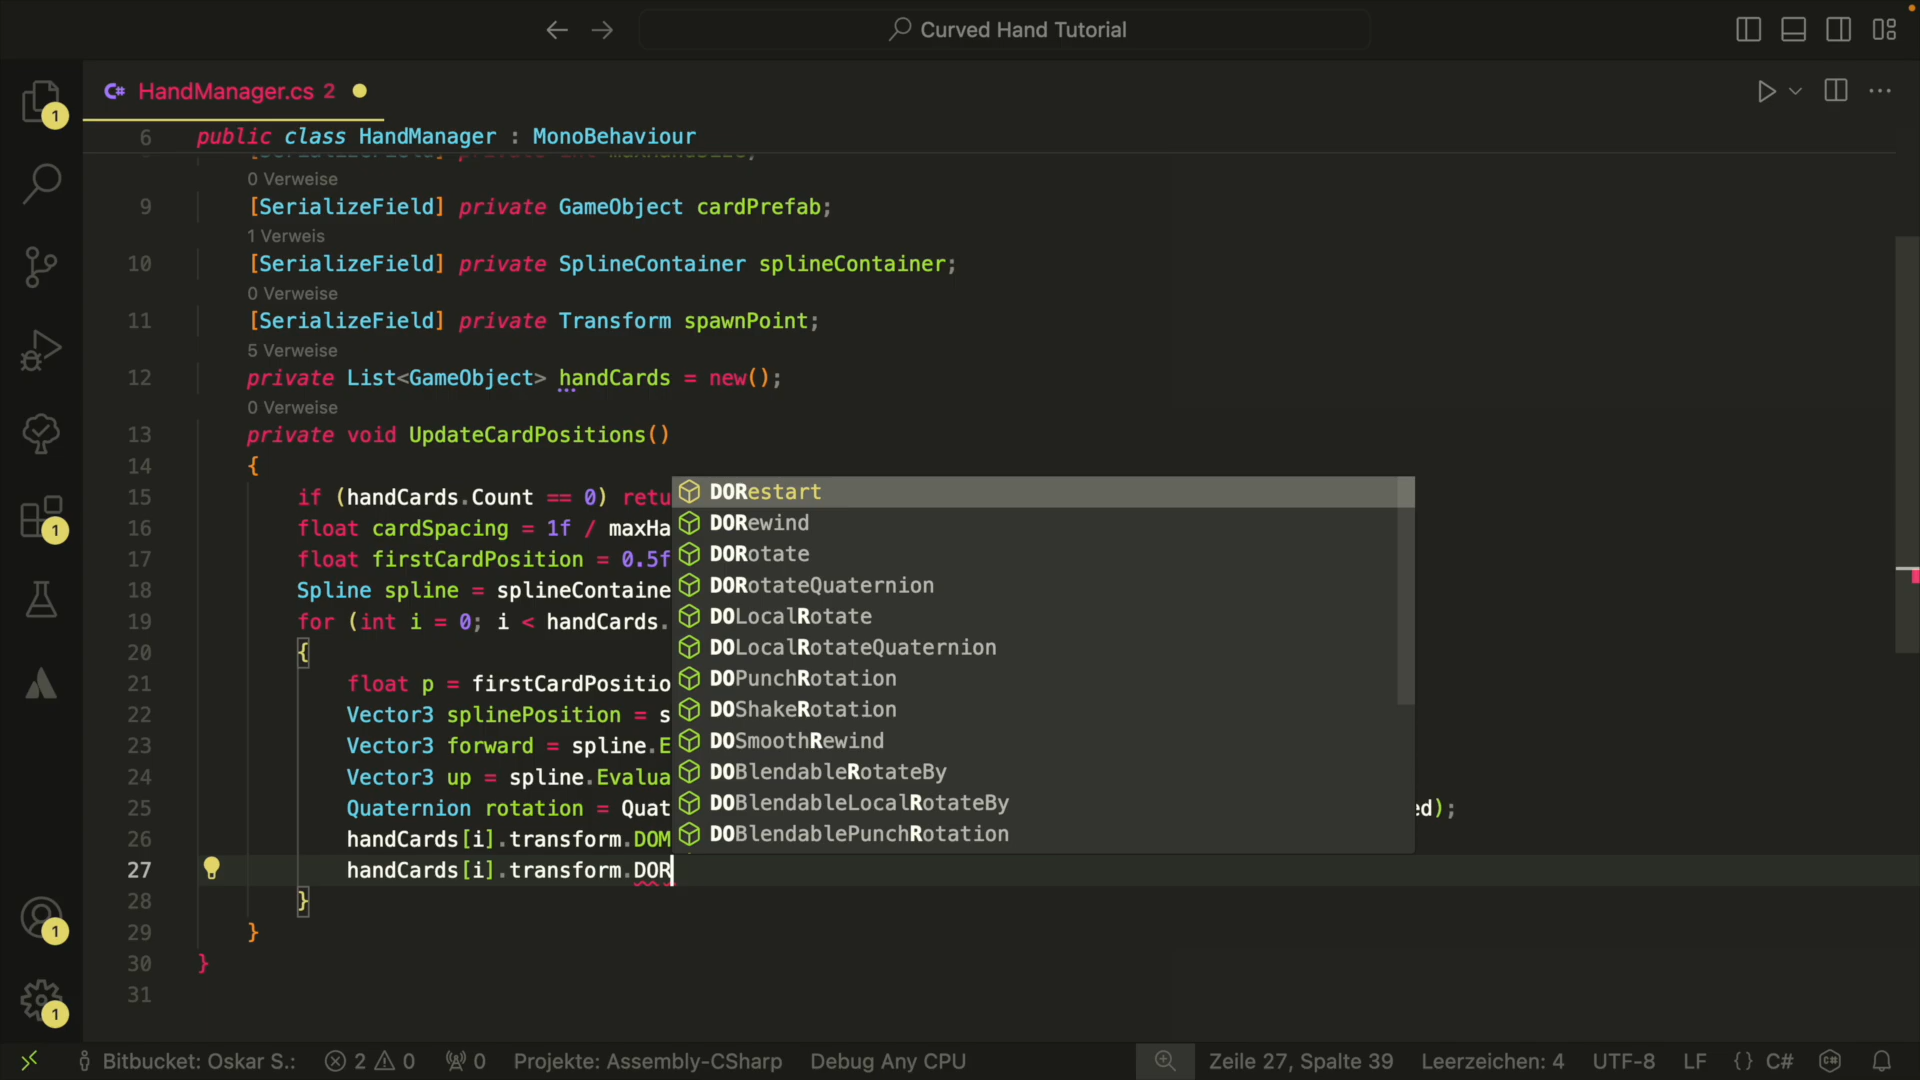 Curved Hand Tutorial
HandManager.cs 2
6 public class HandManager : MonoBehaviour
0 Verweise
9 [SerializeField] private GameObject cardPrefab;
1 Verweis
10 [SerializeField] private SplineContainer splineContainer;
0 Verweise
11 [SerializeField] private Transform spawnPoint;
5 Verweise
12 private List<GameObject> handCards = new();
0 Verweise
13 private void UpdateCardPositions()
14 {
15 if (handCards.Count == 0) retu
16 float cardSpacing = 1f / maxHa
17 float firstCardPosition = 0.5f
18 Spline spline = splineContaine
19 for (int i = 0; i < handCards.
20 {
21 float p = firstCardPositio
22 Vector3 splinePosition = s
23 Vector3 forward = spline.E
24 Vector3 up = spline.Evalua
25 Quaternion rotation = Quat ed);
26 handCards[i].transform.DOM
27 handCards[i].transform.DOR
28 }
29 }
30 }
31
DORestart
DORewind
DORotate
DORotateQuaternion
DOLocalRotate
DOLocalRotateQuaternion
DOPunchRotation
DOShakeRotation
DOSmoothRewind
DOBlendableRotateBy
DOBlendableLocalRotateBy
DOBlendablePunchRotation
1
1
1
1
Bitbucket: Oskar S.: 2 0 0 Projekte: Assembly-CSharp Debug Any CPU Zeile 27, Spalte 39 Leerzeichen: 4 UTF-8 LF {} C#